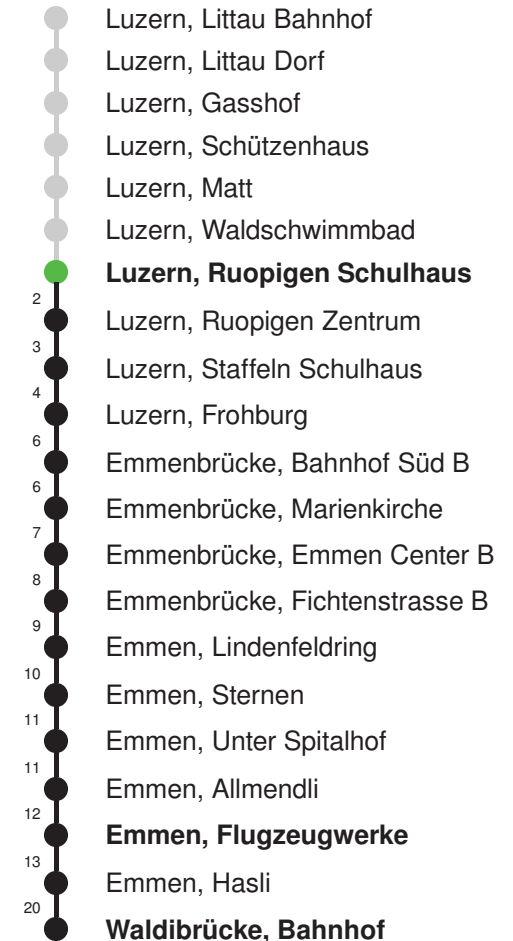 Luzern, Littau Bahnhof
Luzern, Littau Dorf
Luzern, Gasshof
Luzern, Schützenhaus
Luzern, Matt
Luzern, Waldschwimmbad
Luzern, Ruopigen Schulhaus
2
Luzern, Ruopigen Zentrum
3
Luzern, Staffeln Schulhaus
4
Luzern, Frohburg
6
Emmenbrücke, Bahnhof Süd B
6
Emmenbrücke, Marienkirche
7
Emmenbrücke, Emmen Center B
8
Emmenbrücke, Fichtenstrasse B
9
Emmen, Lindenfeldring
10
Emmen, Sternen
11
Emmen, Unter Spitalhof
11
Emmen, Allmendli
12
Emmen, Flugzeugwerke
13
Emmen, Hasli
20
Waldibrücke, Bahnhof